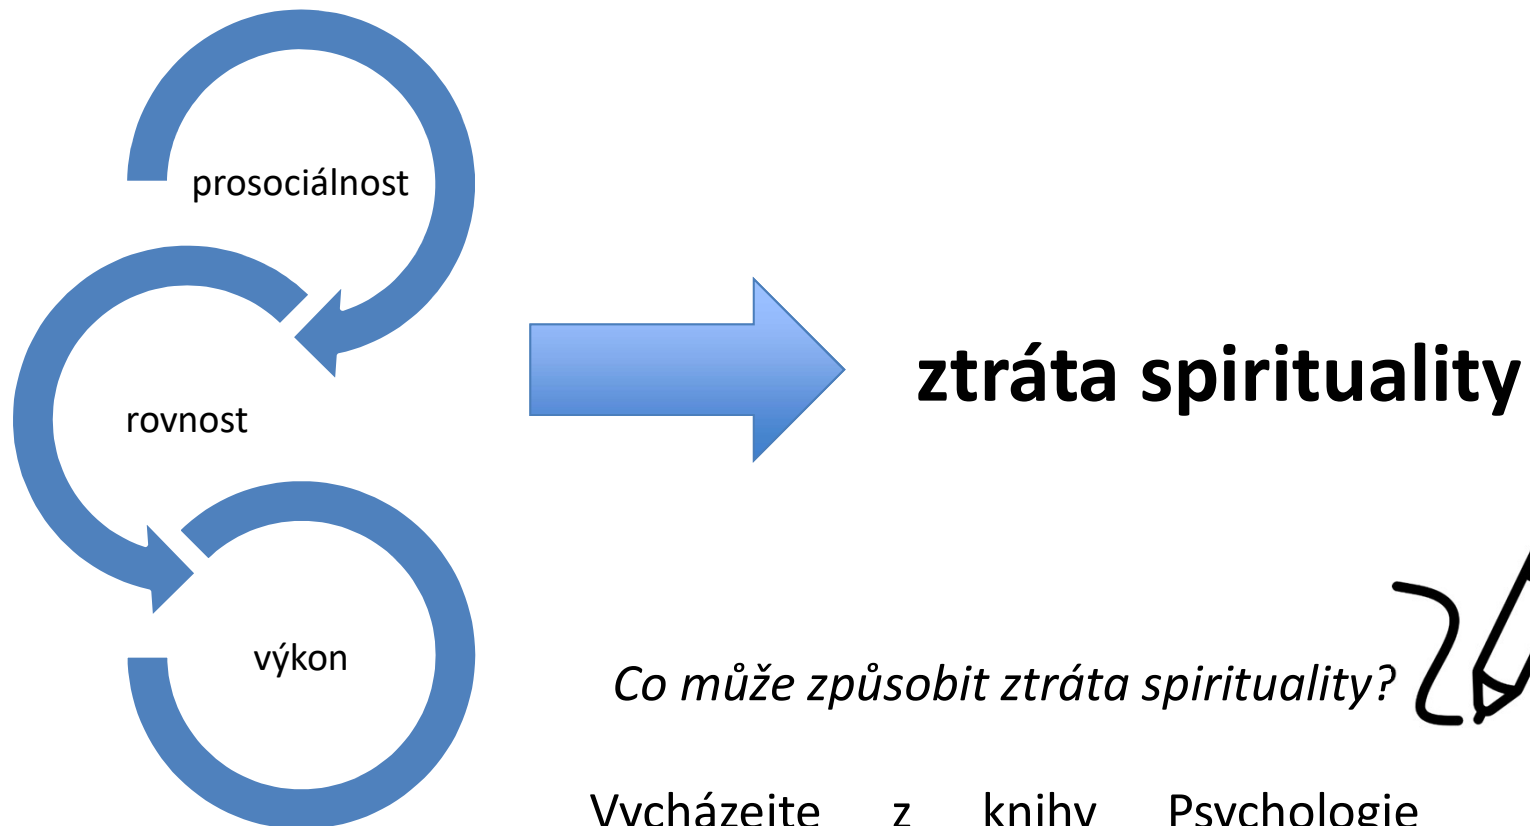 prosociálnost
rovnost
výkon
ztráta spirituality
Co může způsobit ztráta spirituality?
Vycházejte z knihy Psychologie